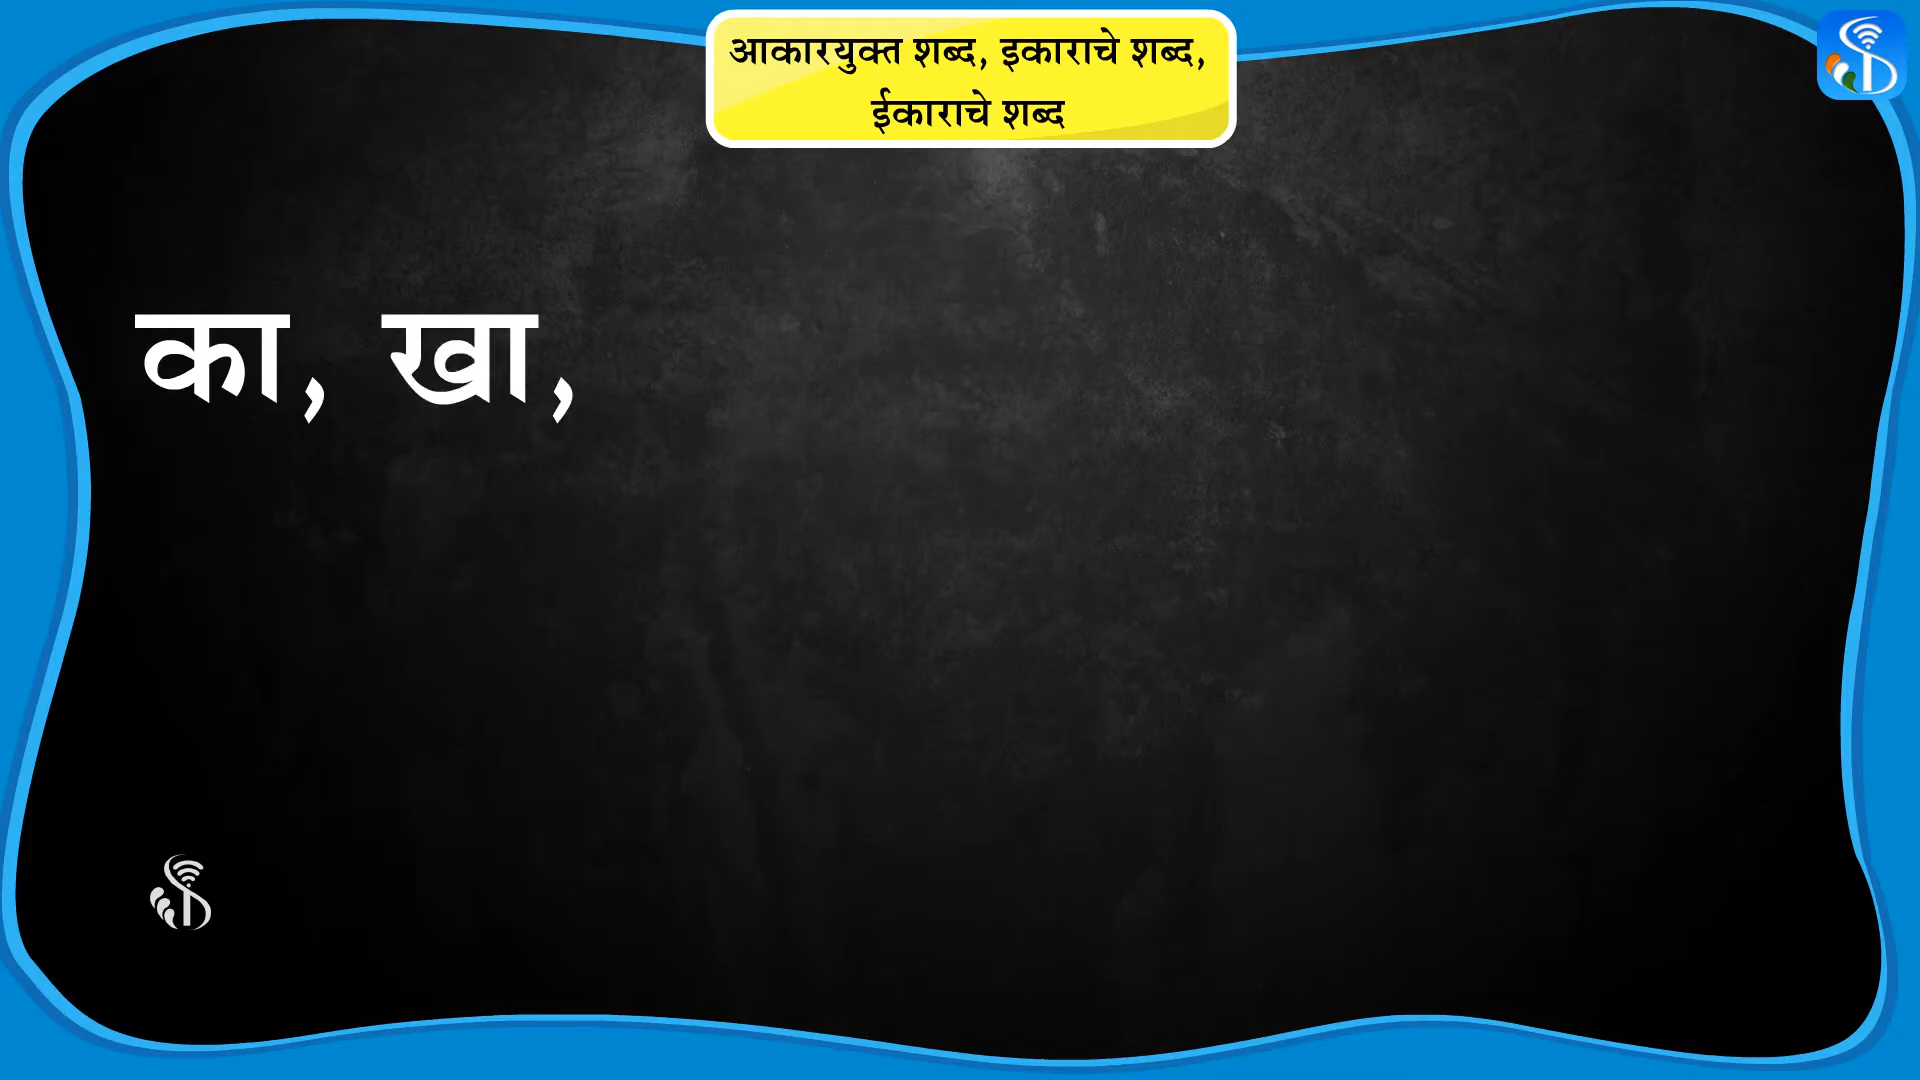 आकारयुक्त शब्द, इकाराचे शब्द,
ईकाराचे शब्द
का, खा,